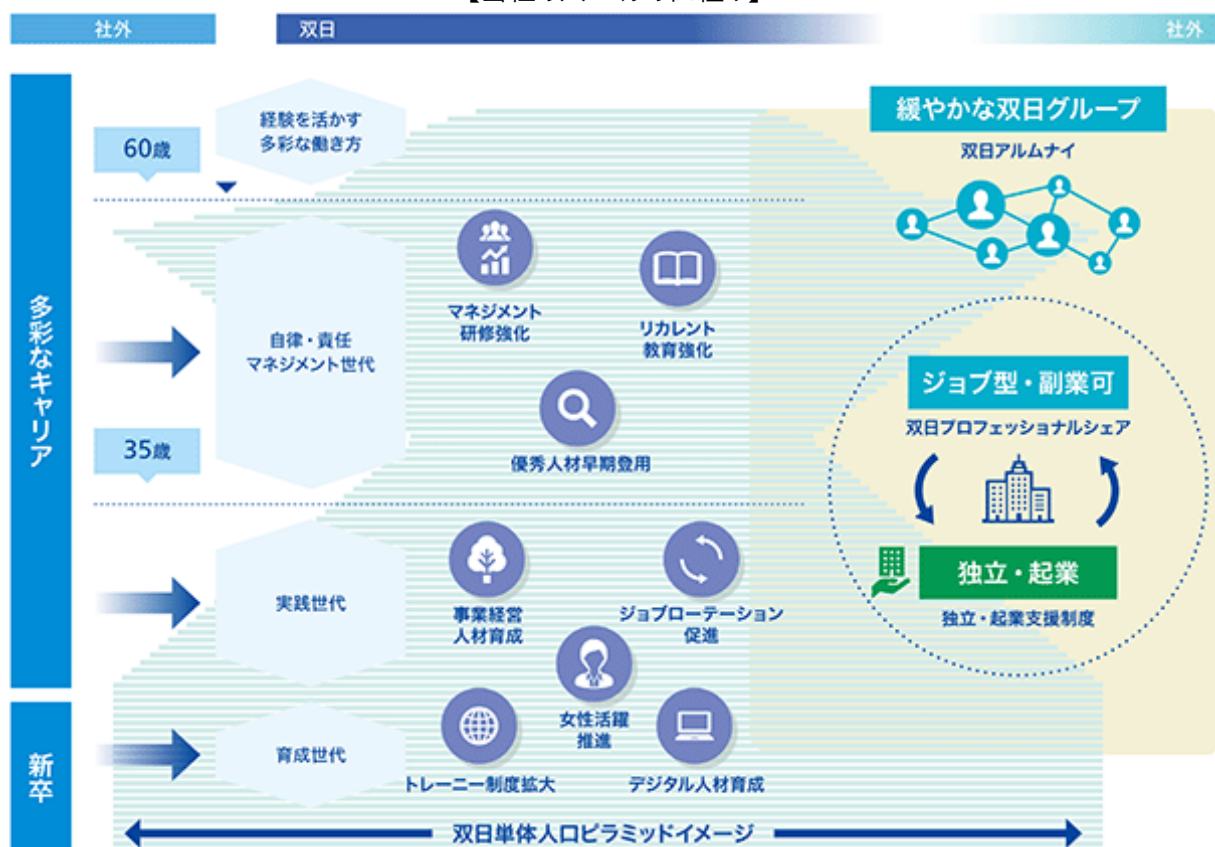 社外
双日
社外
多彩なキャリア
新卒
60歳
35歳
経験を活かす
多彩な働き方
自律・責任
マネジメント世代
実践世代
育成世代
マネジメント
研修強化
リカレント
教育強化
優秀人材早期登用
事業経営
人材育成
ジョブローテーション
促進
女性活躍
推進
トレーニー制度拡大
デジタル人材育成
緩やかな双日グループ
双日アルムナイ
ジョブ型・副業可
双日プロフェッショナルシェア
独立・起業
独立・起業支援制度
双日単体人口ピラミッドイメージ